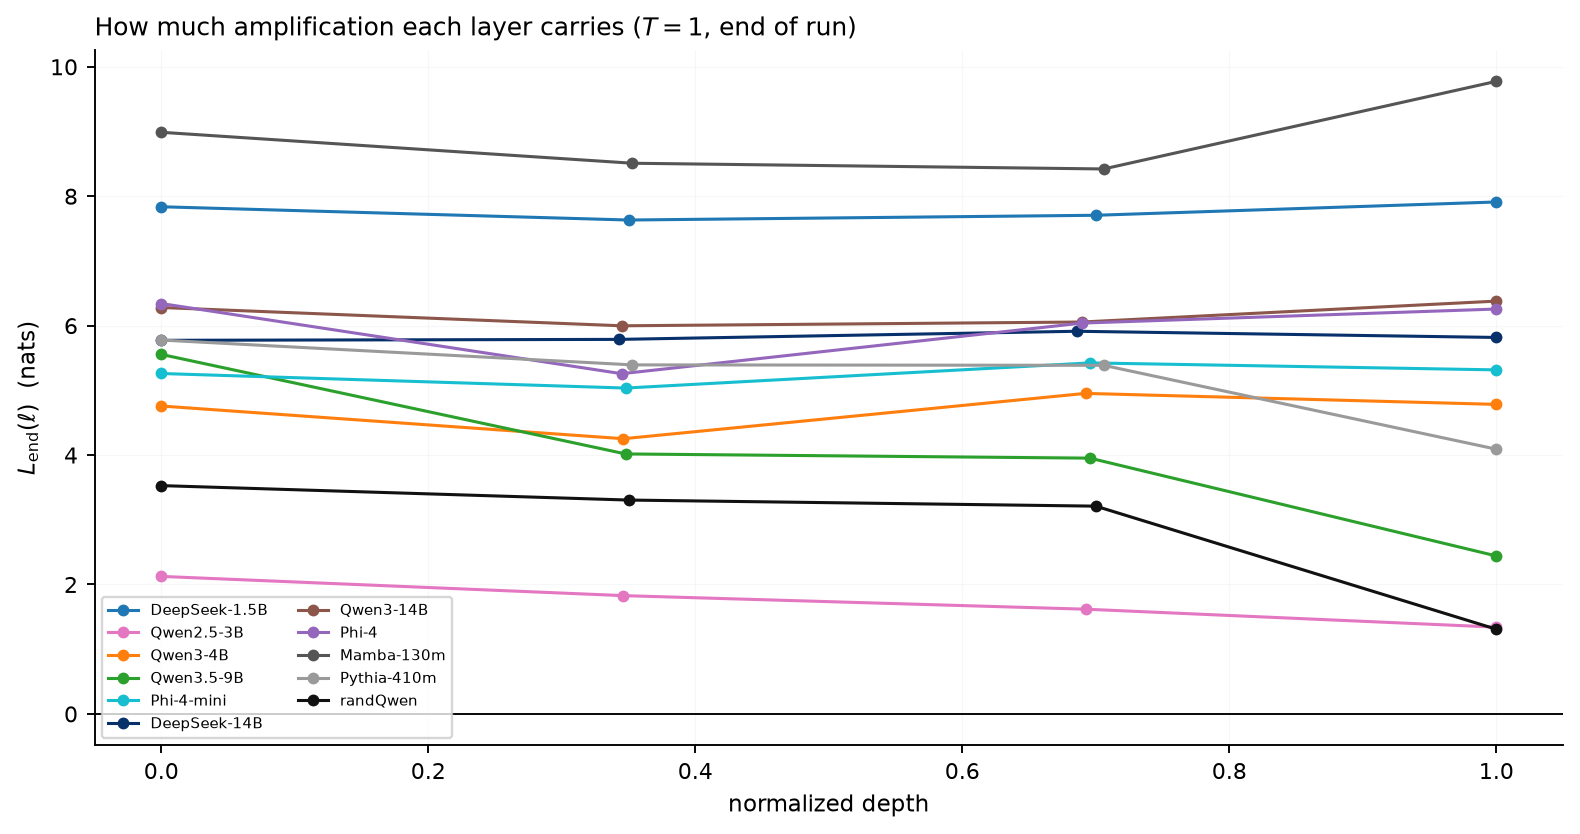 How much amplification each layer carries (T = 1, end of run)
10
8
6
4
2
0
L_end(ℓ) (nats)
DeepSeek-1.5B
Qwen2.5-3B
Qwen3-4B
Qwen3.5-9B
Phi-4-mini
DeepSeek-14B
Qwen3-14B
Phi-4
Mamba-130m
Pythia-410m
randQwen
0.0 0.2 0.4 0.6 0.8 1.0
normalized depth